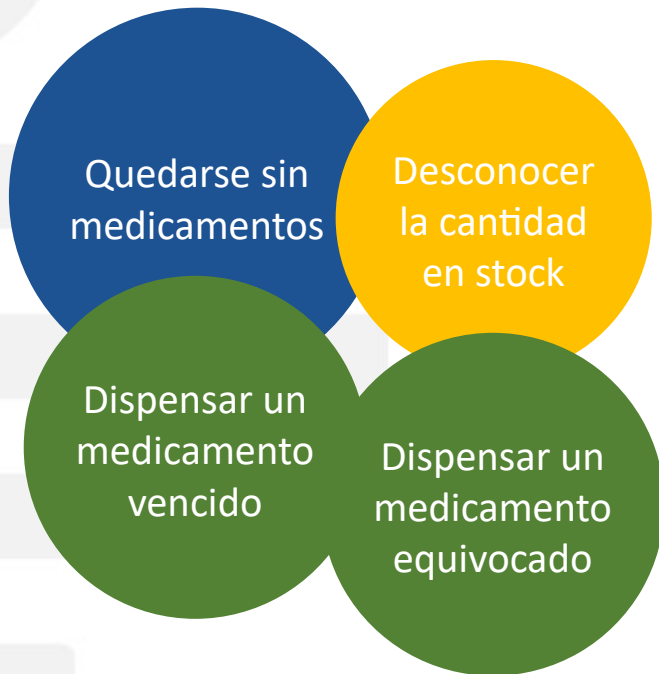 Quedarse sin
medicamentos
Desconocer
la cantidad
en stock
Dispensar un
medicamento
vencido
Dispensar un
medicamento
equivocado